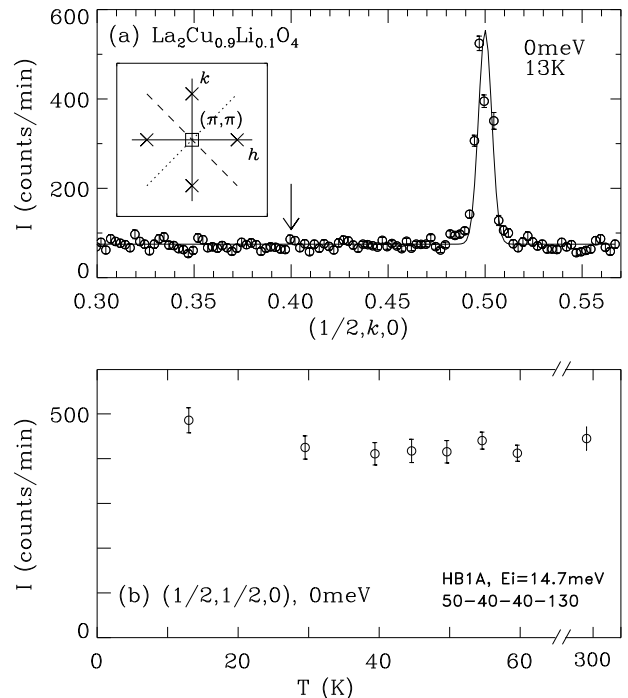 (a) La₂Cu₀.₉Li₀.₁O₄
0meV
13K
k
(π,π)
h
I (counts/min)
600
400
200
0
0.30 0.35 0.40 0.45 0.50 0.55
(1/2,k,0)
I (counts/min)
500
0
(b) (1/2,1/2,0), 0meV
HB1A, Ei=14.7meV
50-40-40-130
0 20 40 60 300
T (K)